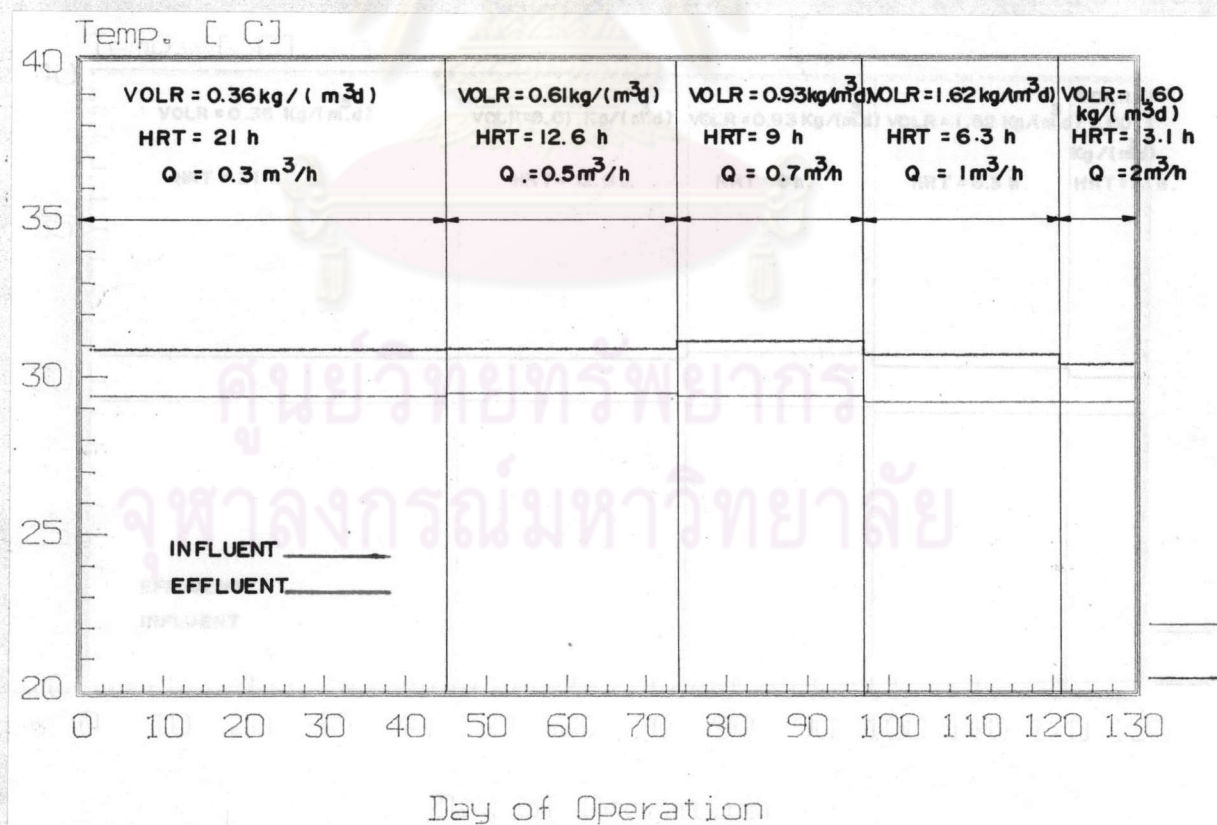 Temp. [ C]
40
35
30
25
20
VOLR = 0.36 kg/ ( m³d)
HRT = 21 h
Q = 0.3 m³/h
VOLR = 0.61kg/(m³d)
HRT = 12.6 h
Q .= 0.5m³/h
VOLR = 0.93kg/(m³d)
HRT = 9 h
Q = 0.7m³/h
VOLR = 1.62kg/(m³d)
HRT = 6.3 h
Q = 1m³/h
VOLR = 1.60
kg/( m³d)
HRT = 3.1 h
Q = 2m³/h
ศูนย์วิทยทรัพยากร
จุฬาลงกรณ์มหาวิทยาลัย
INFLUENT
EFFLUENT
INFLUENT
0 10 20 30 40 50 60 70 80 90 100 110 120 130
Day of Operation